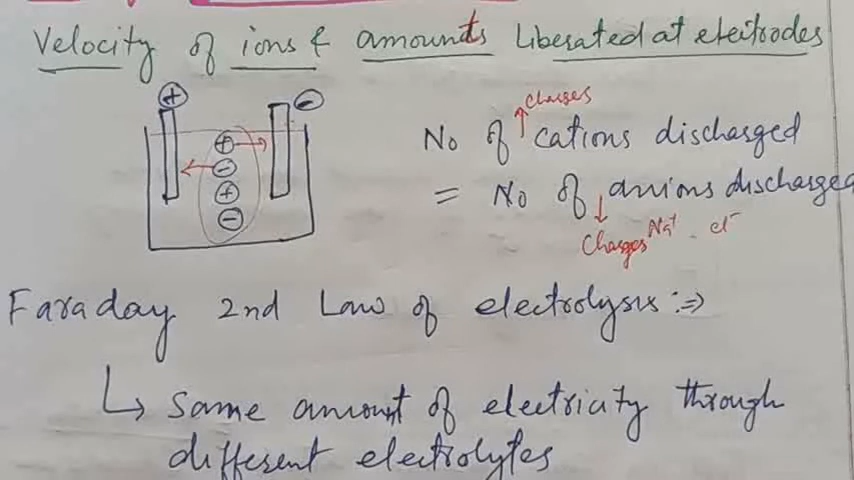 Velocity of ions & amounts Liberated at electrodes
+ -
charges
No of cations discharged
+
-
+
-
= No of anions discharged
Charges Na+ - cl-
Faraday 2nd Law of electrolysis :⇒
↳ same amount of electricity through
different electrolytes